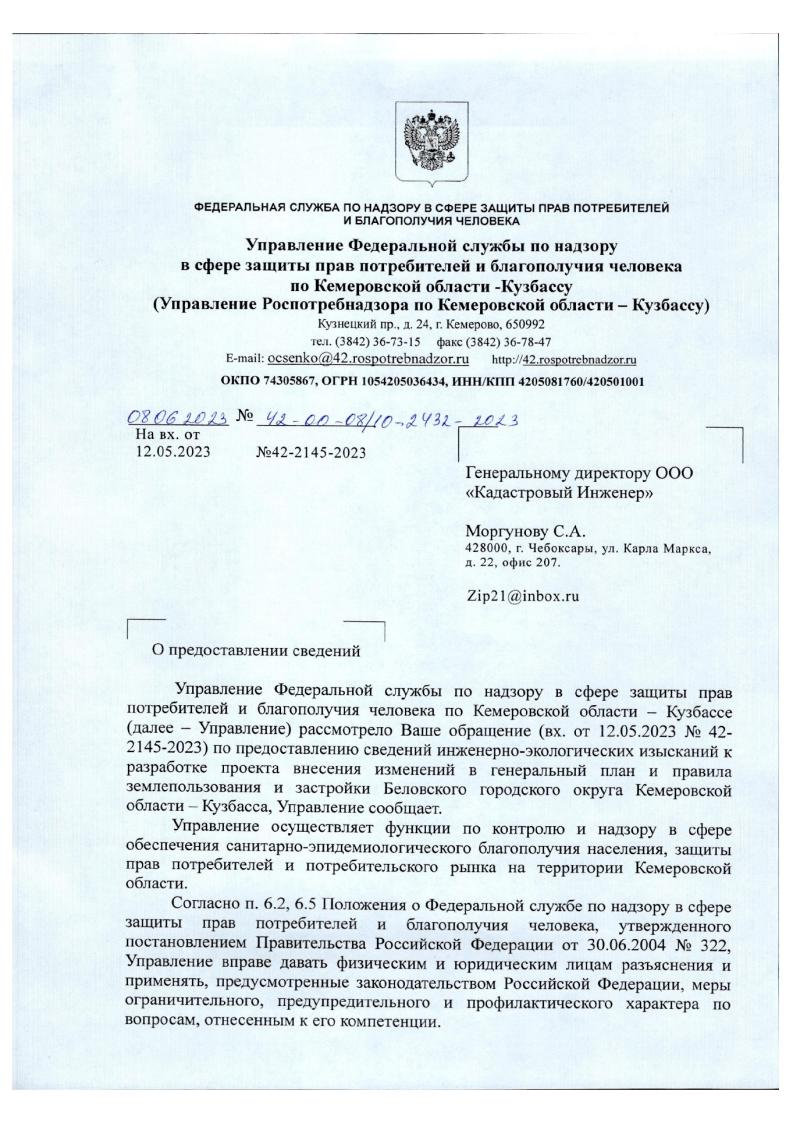 ФЕДЕРАЛЬНАЯ СЛУЖБА ПО НАДЗОРУ В СФЕРЕ ЗАЩИТЫ ПРАВ ПОТРЕБИТЕЛЕЙ
И БЛАГОПОЛУЧИЯ ЧЕЛОВЕКА
Управление Федеральной службы по надзору
в сфере защиты прав потребителей и благополучия человека
по Кемеровской области -Кузбассу
(Управление Роспотребнадзора по Кемеровской области – Кузбассу)
Кузнецкий пр., д. 24, г. Кемерово, 650992
тел. (3842) 36-73-15 факс (3842) 36-78-47
E-mail: ocsenko@42.rospotrebnadzor.ru http://42.rospotrebnadzor.ru
ОКПО 74305867, ОГРН 1054205036434, ИНН/КПП 4205081760/420501001
08 06 2023 № 42-00-08/10-2432-2023
На вх. от
12.05.2023 №42-2145-2023
Генеральному директору ООО
«Кадастровый Инженер»
Моргунову С.А.
428000, г. Чебоксары, ул. Карла Маркса,
д. 22, офис 207.
Zip21@inbox.ru
О предоставлении сведений
Управление Федеральной службы по надзору в сфере защиты прав
потребителей и благополучия человека по Кемеровской области – Кузбассе
(далее – Управление) рассмотрело Ваше обращение (вх. от 12.05.2023 № 42-
2145-2023) по предоставлению сведений инженерно-экологических изысканий к
разработке проекта внесения изменений в генеральный план и правила
землепользования и застройки Беловского городского округа Кемеровской
области – Кузбасса, Управление сообщает.
Управление осуществляет функции по контролю и надзору в сфере
обеспечения санитарно-эпидемиологического благополучия населения, защиты
прав потребителей и потребительского рынка на территории Кемеровской
области.
Согласно п. 6.2, 6.5 Положения о Федеральной службе по надзору в сфере
защиты прав потребителей и благополучия человека, утвержденного
постановлением Правительства Российской Федерации от 30.06.2004 № 322,
Управление вправе давать физическим и юридическим лицам разъяснения и
применять, предусмотренные законодательством Российской Федерации, меры
ограничительного, предупредительного и профилактического характера по
вопросам, отнесенным к его компетенции.